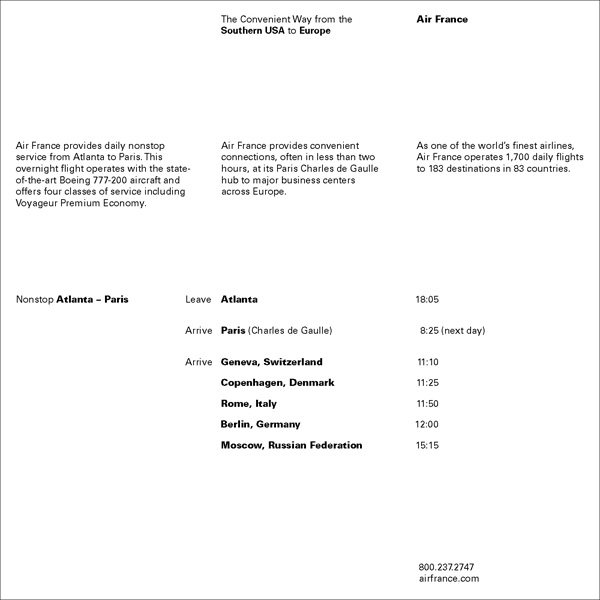 The Convenient Way from the
Southern USA to Europe
Air France
Air France provides daily nonstop
service from Atlanta to Paris. This
overnight flight operates with the state-
of-the-art Boeing 777-200 aircraft and
offers four classes of service including
Voyageur Premium Economy.
Air France provides convenient
connections, often in less than two
hours, at its Paris Charles de Gaulle
hub to major business centers
across Europe.
As one of the world's finest airlines,
Air France operates 1,700 daily flights
to 183 destinations in 83 countries.
Nonstop Atlanta – Paris Leave Atlanta 18:05
Arrive Paris (Charles de Gaulle) 8:25 (next day)
Arrive Geneva, Switzerland 11:10
Copenhagen, Denmark 11:25
Rome, Italy 11:50
Berlin, Germany 12:00
Moscow, Russian Federation 15:15
800.237.2747
airfrance.com